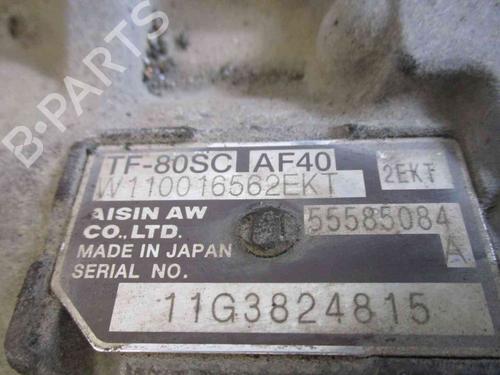 B-PARTS
TF-80SC AF40
W110016562EKT
2EKT
AISIN AW
CO.,LTD.
55585084
A
MADE IN JAPAN
SERIAL NO.
11G3824815